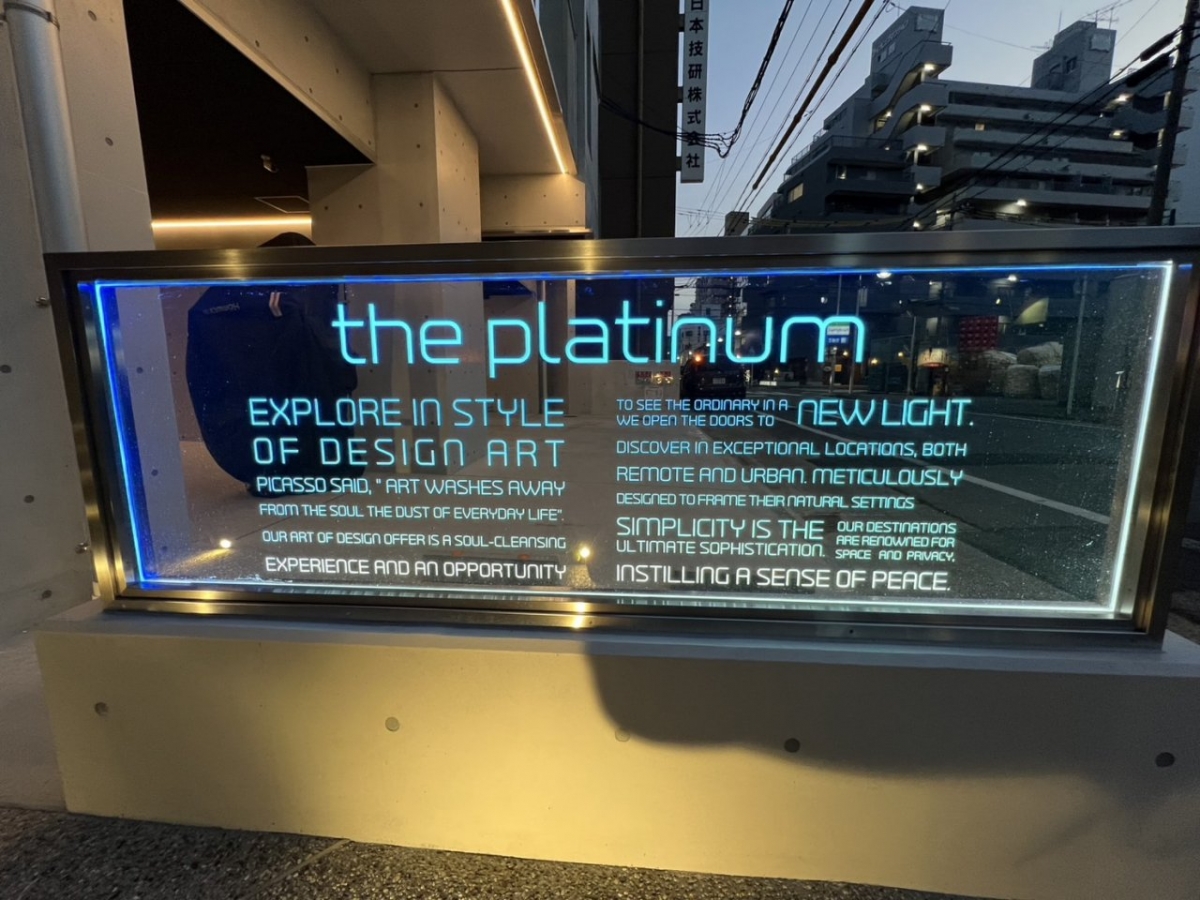 日本技研株式会社
the platinum
EXPLORE IN STYLE
OF DESIGN ART
PICASSO SAID, " ART WASHES AWAY
FROM THE SOUL THE DUST OF EVERYDAY LIFE".
OUR ART OF DESIGN OFFER IS A SOUL-CLEANSING
EXPERIENCE AND AN OPPORTUNITY
TO SEE THE ORDINARY IN A
WE OPEN THE DOORS TO
NEW LIGHT.
DISCOVER IN EXCEPTIONAL LOCATIONS, BOTH
REMOTE AND URBAN. METICULOUSLY
DESIGNED TO FRAME THEIR NATURAL SETTINGS
SIMPLICITY IS THE
ULTIMATE SOPHISTICATION.
OUR DESTINATIONS
ARE RENOWNED FOR
SPACE AND PRIVACY.
INSTILLING A SENSE OF PEACE.